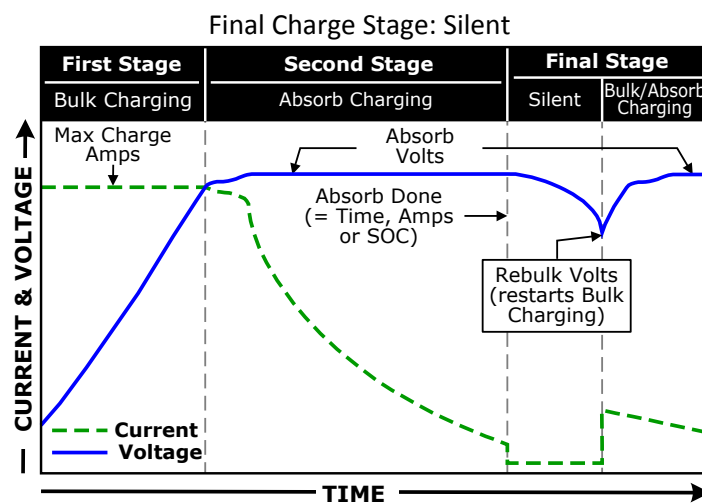 Final Charge Stage: Silent
First Stage
Second Stage
Final Stage
Bulk Charging
Absorb Charging
Silent
Bulk/Absorb
Charging
Max Charge
Amps
Absorb
Volts
Absorb Done
(= Time, Amps
or SOC)
Rebulk Volts
(restarts Bulk
Charging)
CURRENT & VOLTAGE
Current
Voltage
TIME